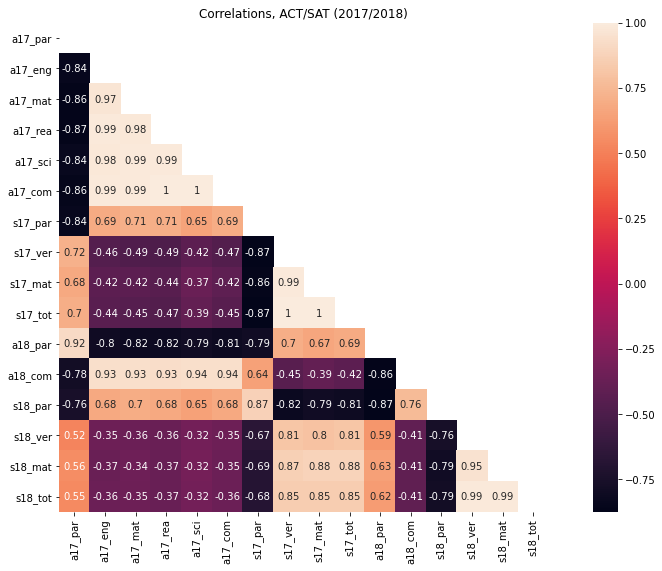 Correlations, ACT/SAT (2017/2018)
a17_par
a17_eng -0.84
a17_mat -0.86 0.97
a17_rea -0.87 0.99 0.98
a17_sci -0.84 0.98 0.99 0.99
a17_com -0.86 0.99 0.99 1 1
s17_par -0.84 0.69 0.71 0.71 0.65 0.69
s17_ver 0.72 -0.46 -0.49 -0.49 -0.42 -0.47 -0.87
s17_mat 0.68 -0.42 -0.42 -0.44 -0.37 -0.42 -0.86 0.99
s17_tot 0.7 -0.44 -0.45 -0.47 -0.39 -0.45 -0.87 1 1
a18_par 0.92 -0.8 -0.82 -0.82 -0.79 -0.81 -0.79 0.7 0.67 0.69
a18_com -0.78 0.93 0.93 0.93 0.94 0.94 0.64 -0.45 -0.39 -0.42 -0.86
s18_par -0.76 0.68 0.7 0.68 0.65 0.68 0.87 -0.82 -0.79 -0.81 -0.87 0.76
s18_ver 0.52 -0.35 -0.36 -0.36 -0.32 -0.35 -0.67 0.81 0.8 0.81 0.59 -0.41 -0.76
s18_mat 0.56 -0.37 -0.34 -0.37 -0.32 -0.35 -0.69 0.87 0.88 0.88 0.63 -0.41 -0.79 0.95
s18_tot 0.55 -0.36 -0.35 -0.37 -0.32 -0.36 -0.68 0.85 0.85 0.85 0.62 -0.41 -0.79 0.99 0.99
a17_par a17_eng a17_mat a17_rea a17_sci a17_com s17_par s17_ver s17_mat s17_tot a18_par a18_com s18_par s18_ver s18_mat s18_tot
1.00
0.75
0.50
0.25
0.00
−0.25
−0.50
−0.75